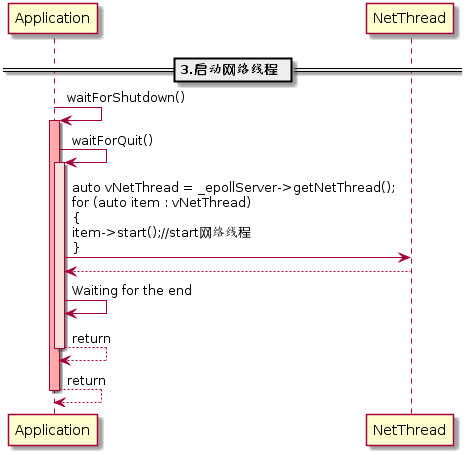 Application NetThread
3.启动网络线程
waitForShutdown()
waitForQuit()
auto vNetThread = _epollServer->getNetThread();
for (auto item : vNetThread)
{
item->start();//start网络线程
}
Waiting for the end
return
return
Application NetThread